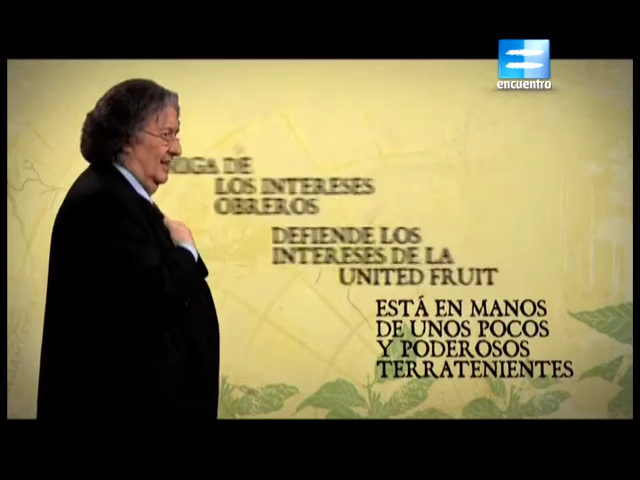 encuentro
DE
LOS INTERESES
OBREROS
DEFIENDE LOS
INTERESES DE LA
UNITED FRUIT
ESTÁ EN MANOS
DE UNOS POCOS
Y PODEROSOS
TERRATENIENTES